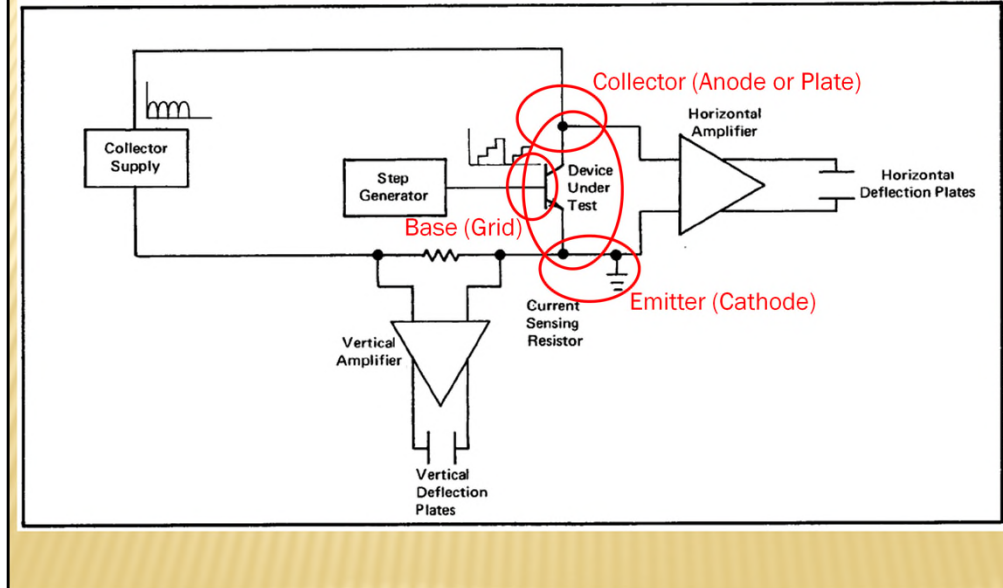 Collector (Anode or Plate)
Horizontal
Amplifier
Collector
Supply
Step
Generator
Device
Under
Test
Horizontal
Deflection Plates
Base (Grid)
Emitter (Cathode)
Current
Sensing
Resistor
Vertical
Amplifier
Vertical
Deflection
Plates